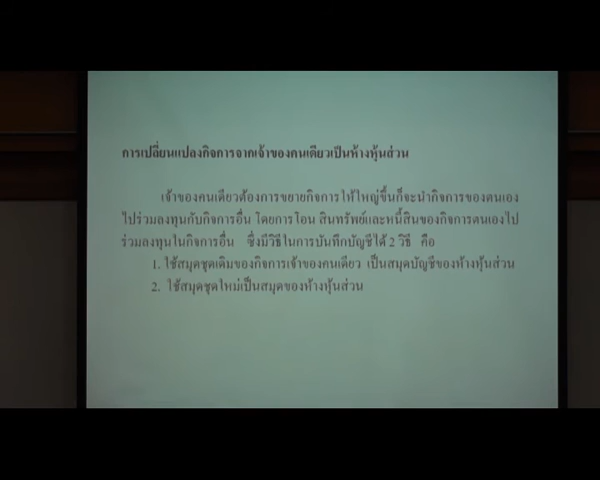 การเปลี่ยนแปลงกิจการจากเจ้าของคนเดียวเป็นห้างหุ้นส่วน
เจ้าของคนเดียวต้องการขยายกิจการให้ใหญ่ขึ้นก็จะนำกิจการของตนเอง
ไปร่วมลงทุนกับกิจการอื่น โดยการโอน สินทรัพย์และหนี้สินของกิจการตนเองไป
ร่วมลงทุนในกิจการอื่น ซึ่งมีวิธีในการบันทึกบัญชีได้ 2 วิธี คือ
1. ใช้สมุดชุดเดิมของกิจการเจ้าของคนเดียว เป็นสมุดบัญชีของห้างหุ้นส่วน
2. ใช้สมุดชุดใหม่เป็นสมุดของห้างหุ้นส่วน